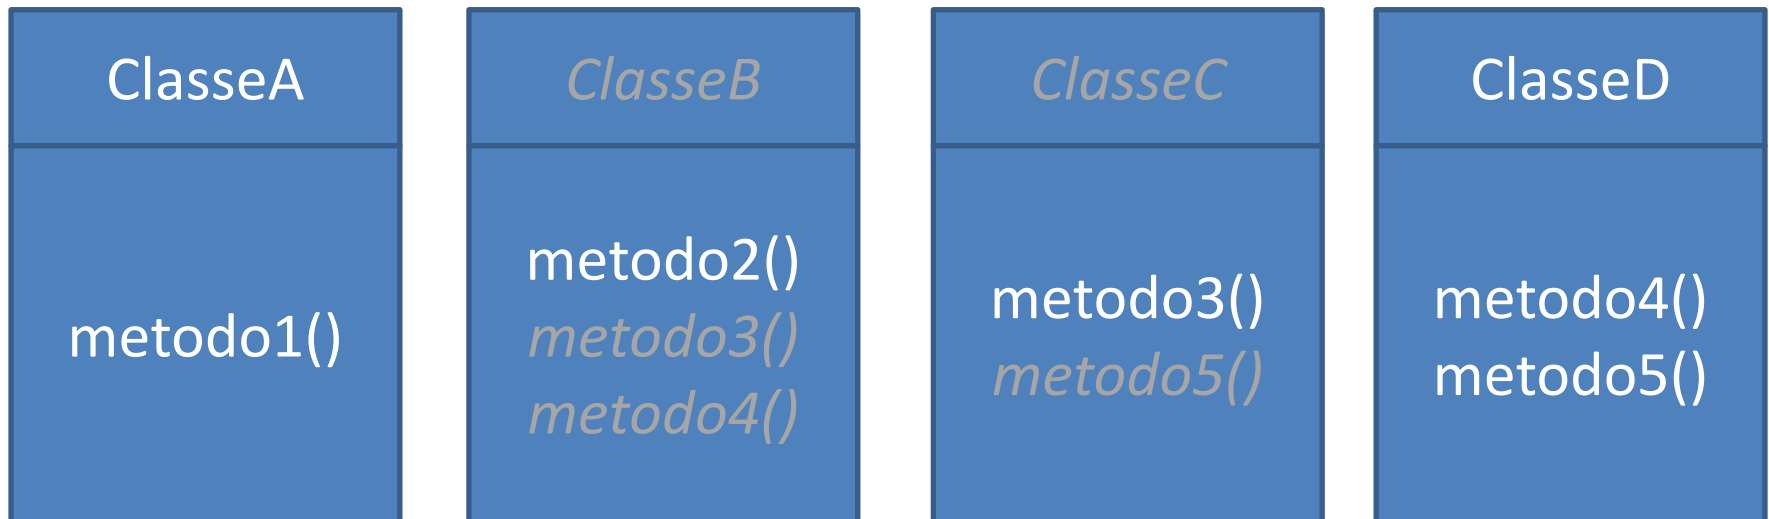 ClasseA
metodo1()
ClasseB
metodo2()
metodo3()
metodo4()
ClasseC
metodo3()
metodo5()
ClasseD
metodo4()
metodo5()